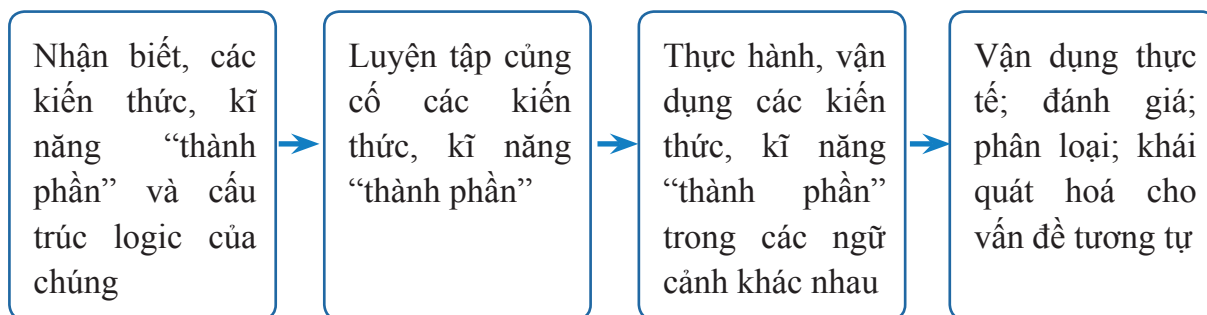 Nhận biết, các
kiến thức, kĩ
năng “thành
phần” và cấu
trúc logic của
chúng
Luyện tập củng
cố các kiến
thức, kĩ năng
“thành phần”
Thực hành, vận
dụng các kiến
thức, kĩ năng
“thành phần”
trong các ngữ
cảnh khác nhau
Vận dụng thực
tế; đánh giá;
phân loại; khái
quát hoá cho
vấn đề tương tự